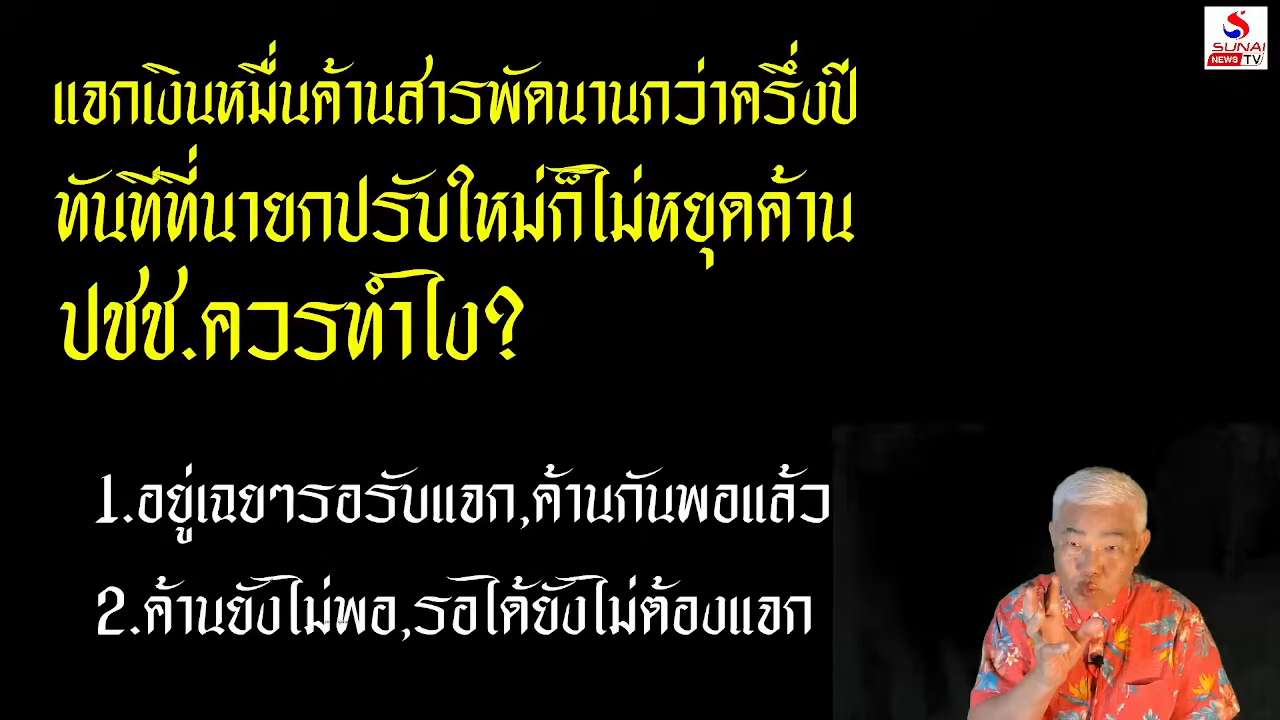 แจกเงินหมื่นค้านสารพัดนานกว่าครึ่งปี
ทันทีที่นายกปรับใหม่ก็ไม่หยุดค้าน
ปชช.ควรทำไง?
1.อยู่เฉยๆรอรับแจก,ค้านกันพอแล้ว
2.ค้านยังไม่พอ,รอได้ยังไม่ต้องแจก
SUNAI
NEWS TV